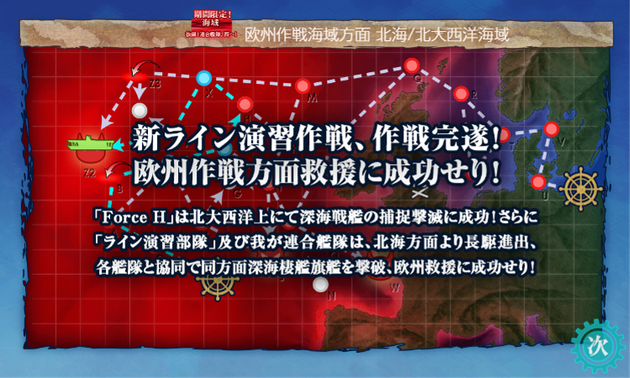 期間限定!
海域
欧州作戦海域方面 北海/北大西洋海域
新ライン演習作戦、作戦完遂!
欧州作戦方面救援に成功せり!
「Force H」は北大西洋上にて深海戦艦の捕捉撃滅に成功!さらに
「ライン演習部隊」及び我が連合艦隊は、北海方面より長駆進出、
各艦隊と協同で同方面深海棲艦旗艦を撃破、欧州救援に成功せり!
Z3
X
H
M
O
R
V
U
Z2
B
N
次